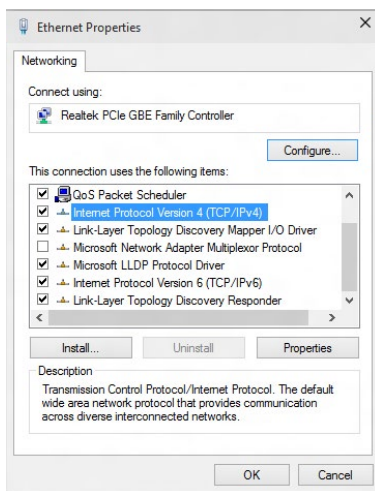 Ethernet Properties
Networking
Connect using:
Realtek PCIe GBE Family Controller
Configure...
This connection uses the following items:
QoS Packet Scheduler
Internet Protocol Version 4 (TCP/IPv4)
Link-Layer Topology Discovery Mapper I/O Driver
Microsoft Network Adapter Multiplexor Protocol
Microsoft LLDP Protocol Driver
Internet Protocol Version 6 (TCP/IPv6)
Link-Layer Topology Discovery Responder
Install... Uninstall Properties
Description
Transmission Control Protocol/Internet Protocol. The default
wide area network protocol that provides communication
across diverse interconnected networks.
OK Cancel